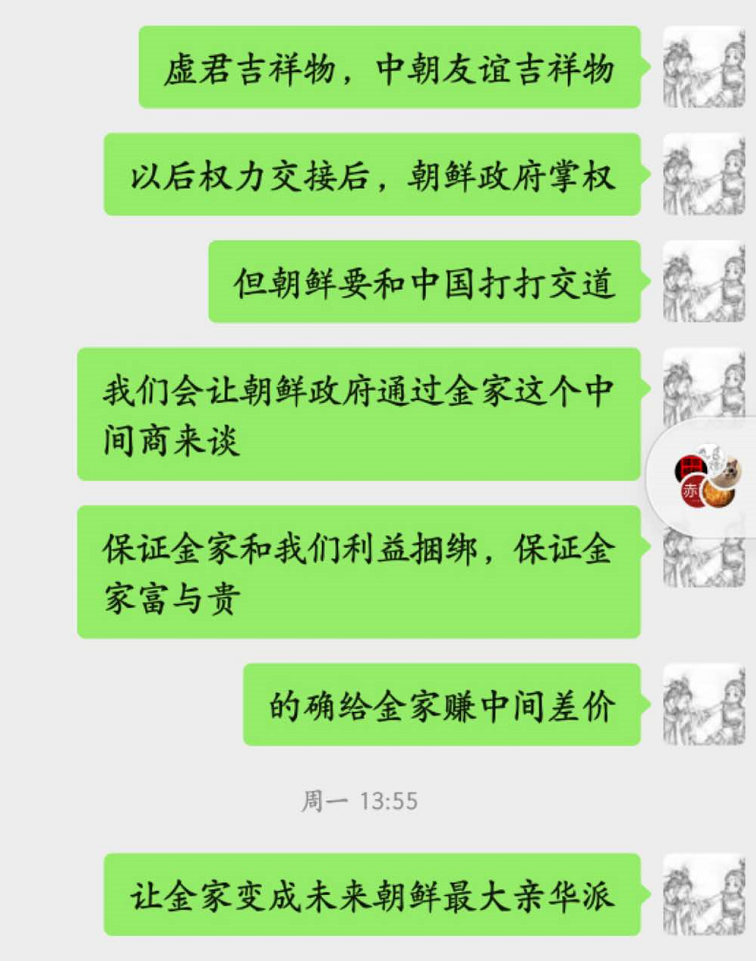 虚君吉祥物，中朝友谊吉祥物
以后权力交接后，朝鲜政府掌权
但朝鲜要和中国打打交道
我们会让朝鲜政府通过金家这个中
间商来谈
保证金家和我们利益捆绑，保证金
家富与贵
的确给金家赚中间差价
周一 13:55
让金家变成未来朝鲜最大亲华派
赤